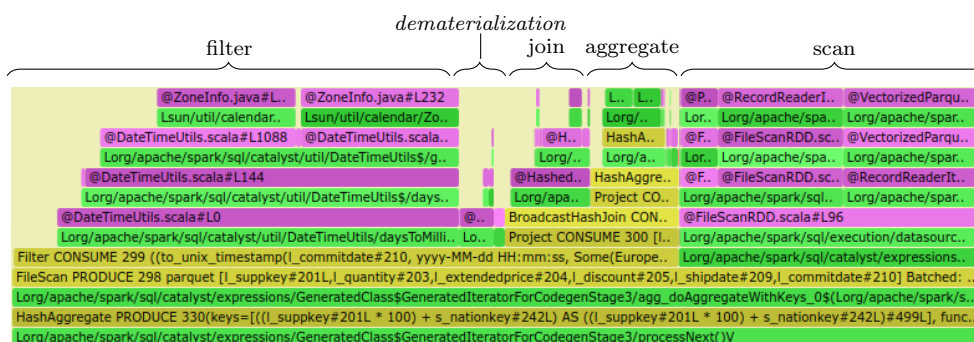 dematerialization
filter join aggregate scan
@ZoneInfo.java#L.. @ZoneInfo.java#L232 L.. L.. @P.. @RecordReaderI.. @VectorizedParqu..
Lsun/util/calendar.. Lsun/util/calendar/Zo.. Lorg/.. Lor.. Lorg/apache/spa.. Lorg/apache/spar..
@DateTimeUtils.scala#L1088 @DateTimeUtils.scala.. @H.. HashA.. @F.. @FileScanRDD.sc.. @VectorizedParqu..
Lorg/apache/spark/sql/catalyst/util/DateTimeUtils$/g.. Lorg/.. Lorg/a.. Lor.. Lorg/apache/spa.. Lorg/apache/spar..
@DateTimeUtils.scala#L144 @Hashed.. HashAggre.. @F.. @FileScanRDD.sc.. @RecordReaderIt..
Lorg/apache/spark/sql/catalyst/util/DateTimeUtils$/days.. Lorg/apa.. Project CO.. Lorg/apache/spark/sql.. Lorg/apache/spar..
@DateTimeUtils.scala#L0 @.. BroadcastHashJoin CON.. @FileScanRDD.scala#L96
Lorg/apache/spark/sql/catalyst/util/DateTimeUtils/daysToMilli.. Lo.. Project CONSUME 300 [l.. Lorg/apache/spark/sql/execution/datasourc..
Filter CONSUME 299 ((to_unix_timestamp(l_commitdate#210, yyyy-MM-dd HH:mm:ss, Some(Europe.. Lorg/apache/spark/sql/catalyst/expressions..
FileScan PRODUCE 298 parquet [l_suppkey#201L,l_quantity#203,l_extendedprice#204,l_discount#205,l_shipdate#209,l_commitdate#210] Batched: ..
Lorg/apache/spark/sql/catalyst/expressions/GeneratedClass$GeneratedIteratorForCodegenStage3/agg_doAggregateWithKeys_0$(Lorg/apache/spark/s..
HashAggregate PRODUCE 330(keys=[((l_suppkey#201L * 100) + s_nationkey#242L) AS ((l_suppkey#201L * 100) + s_nationkey#242L)#499L], func..
Lorg/apache/spark/sql/catalyst/expressions/GeneratedClass$GeneratedIteratorForCodegenStage3/processNext()V